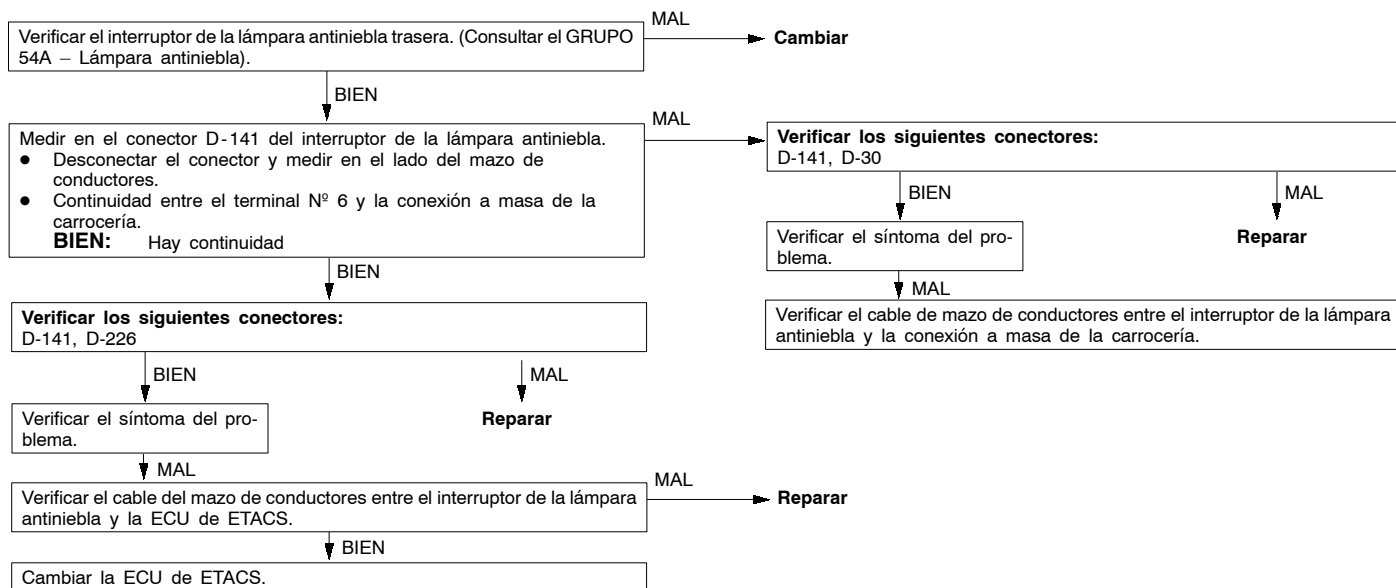 MAL
Verificar el interruptor de la lámpara antiniebla trasera. (Consultar el GRUPO
54A – Lámpara antiniebla).
Cambiar
BIEN
Medir en el conector D-141 del interruptor de la lámpara antiniebla.
● Desconectar el conector y medir en el lado del mazo de
conductores.
● Continuidad entre el terminal Nº 6 y la conexión a masa de la
carrocería.
BIEN: Hay continuidad
MAL
Verificar los siguientes conectores:
D-141, D-30
BIEN
MAL
Verificar el síntoma del pro-
blema.
Reparar
MAL
Verificar el cable de mazo de conductores entre el interruptor de la lámpara
antiniebla y la conexión a masa de la carrocería.
BIEN
Verificar los siguientes conectores:
D-141, D-226
BIEN
MAL
Verificar el síntoma del pro-
blema.
Reparar
MAL
Verificar el cable del mazo de conductores entre el interruptor de la lámpara
antiniebla y la ECU de ETACS.
MAL
Reparar
BIEN
Cambiar la ECU de ETACS.